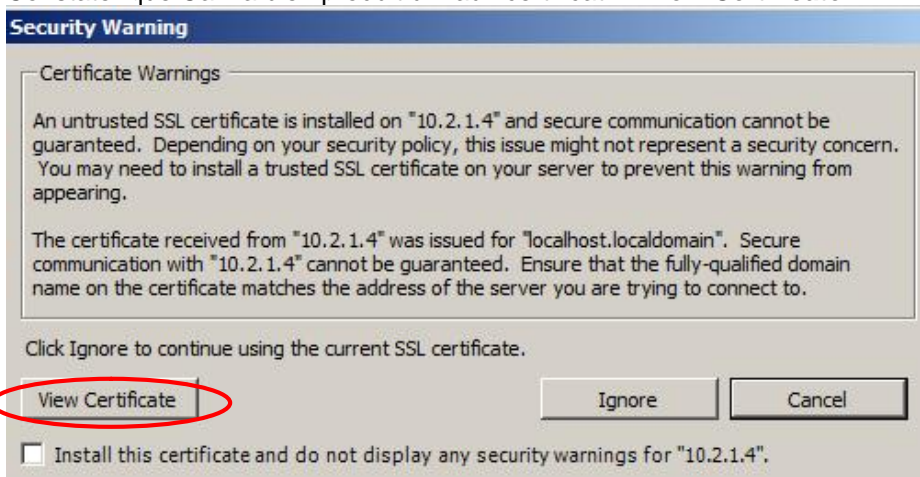 Security Warning
Certificate Warnings
An untrusted SSL certificate is installed on "10.2.1.4" and secure communication cannot be
guaranteed. Depending on your security policy, this issue might not represent a security concern.
You may need to install a trusted SSL certificate on your server to prevent this warning from
appearing.
The certificate received from "10.2.1.4" was issued for "localhost.localdomain". Secure
communication with "10.2.1.4" cannot be guaranteed. Ensure that the fully-qualified domain
name on the certificate matches the address of the server you are trying to connect to.
Click Ignore to continue using the current SSL certificate.
View Certificate Ignore Cancel
Install this certificate and do not display any security warnings for "10.2.1.4".